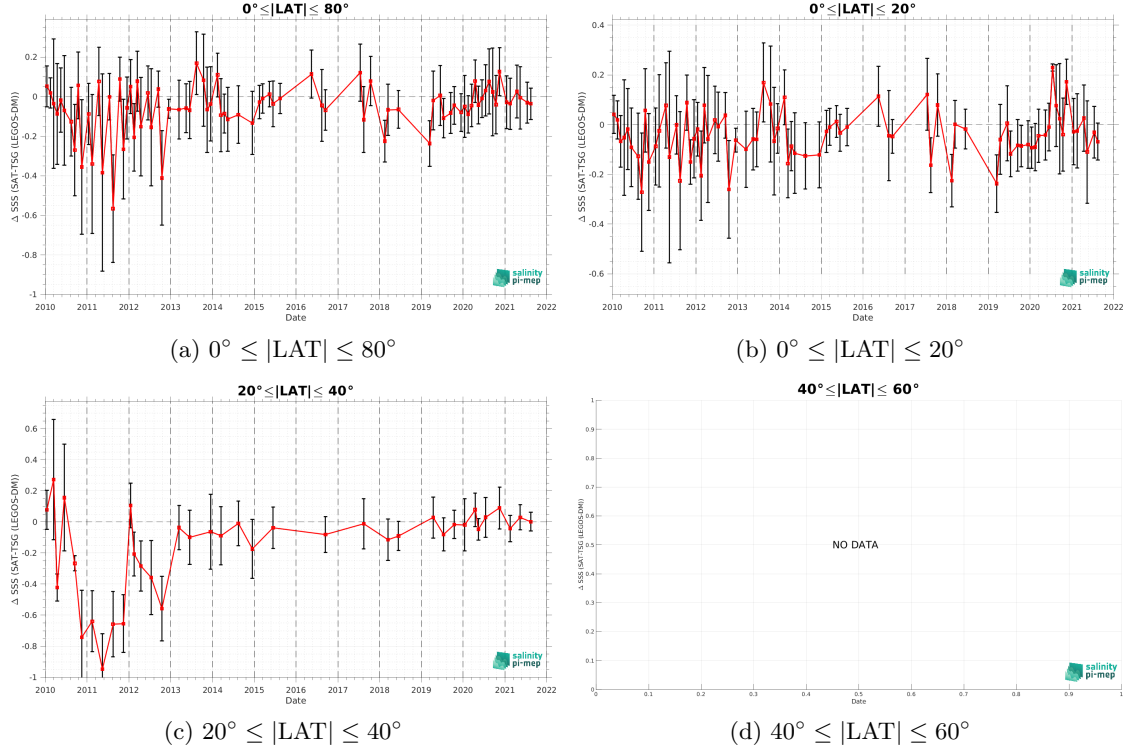 0°≤|LAT|≤ 80°
Δ SSS (SAT-TSG (LEGOS-DM))
0.2
0
-0.2
-0.4
-0.6
-0.8
-1
2010 2011 2012 2013 2014 2015 2016 2017 2018 2019 2020 2021 2022
Date
salinity
pi-mep
(a) 0° ≤ |LAT| ≤ 80°
0°≤|LAT|≤ 20°
Δ SSS (SAT-TSG (LEGOS-DM))
0.4
0.2
0
-0.2
-0.4
-0.6
2010 2011 2012 2013 2014 2015 2016 2017 2018 2019 2020 2021 2022
Date
salinity
pi-mep
(b) 0° ≤ |LAT| ≤ 20°
20°≤|LAT|≤ 40°
Δ SSS (SAT-TSG (LEGOS-DM))
0.6
0.4
0.2
0
-0.2
-0.4
-0.6
-0.8
-1
2010 2011 2012 2013 2014 2015 2016 2017 2018 2019 2020 2021 2022
Date
salinity
pi-mep
(c) 20° ≤ |LAT| ≤ 40°
40°≤|LAT|≤ 60°
Δ SSS (SAT-TSG (LEGOS-DM))
1
0.9
0.8
0.7
0.6
0.5
0.4
0.3
0.2
0.1
0
NO DATA
0 0.1 0.2 0.3 0.4 0.5 0.6 0.7 0.8 0.9 1
Date
salinity
pi-mep
(d) 40° ≤ |LAT| ≤ 60°